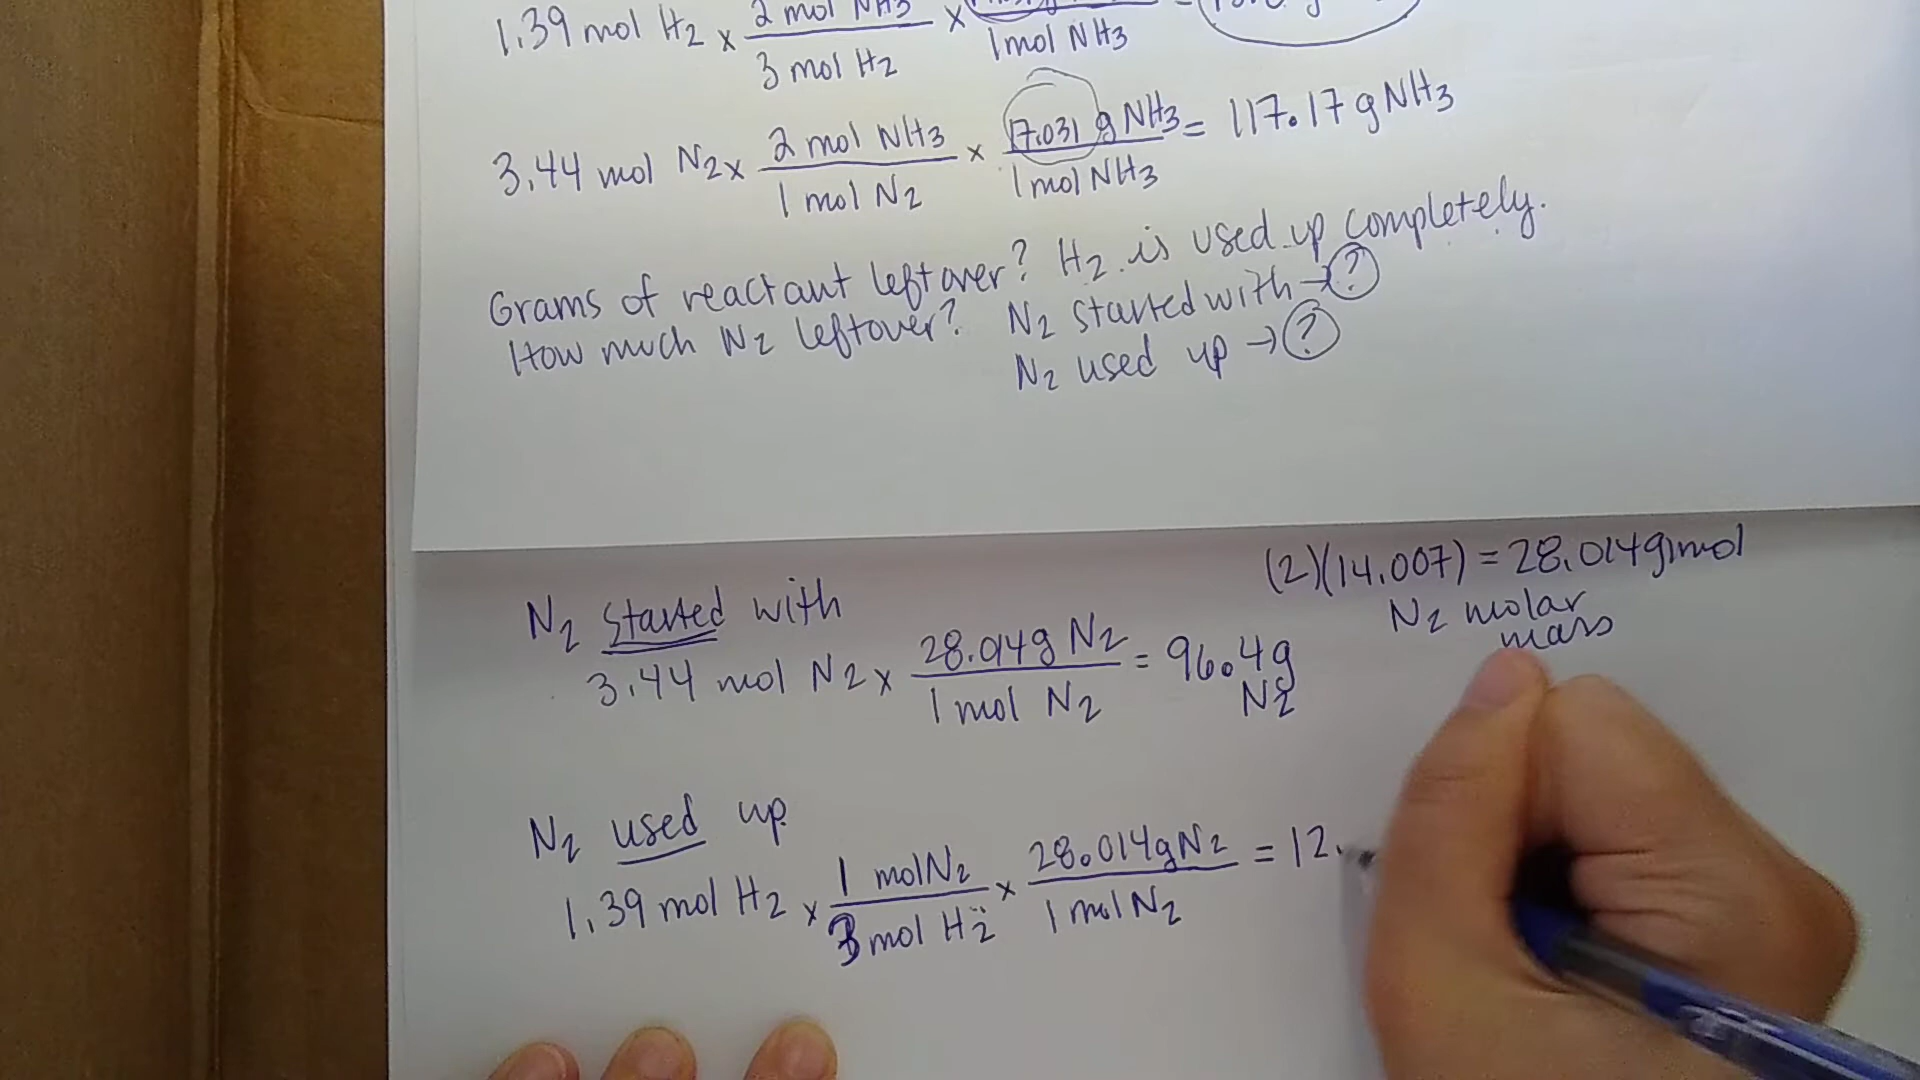 1.39 mol H2 x 2 mol NH3 / 3 mol H2 x / 1 mol NH3 =
3.44 mol N2 x 2 mol NH3 / 1 mol N2 x 17.031 g NH3 / 1 mol NH3 = 117.17 g NH3
Grams of reactant leftover? H2 is used up completely.
How much N2 leftover? N2 started with → ?
N2 used up → ?
(2)(14.007) = 28.014 g/mol
N2 molar
mass
N2 started with
3.44 mol N2 x 28.014g N2 / 1 mol N2 = 96.4g
N2
N2 used up
1.39 mol H2 x 1 mol N2 / 3 mol H2 x 28.014g N2 / 1 mol N2 = 12.